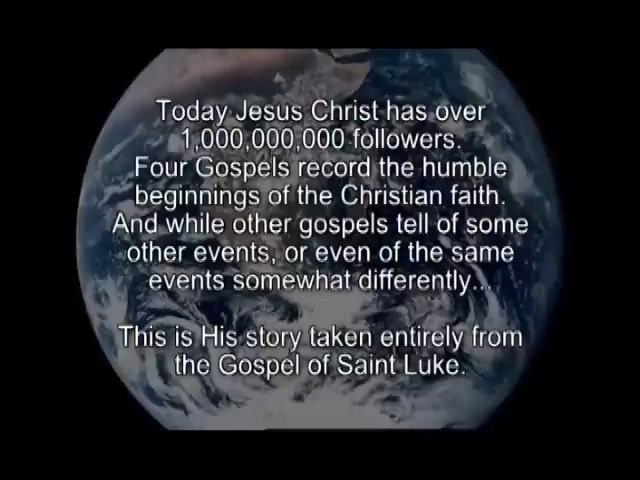 Today Jesus Christ has over
1,000,000,000 followers.
Four Gospels record the humble
beginnings of the Christian faith.
And while other gospels tell of some
other events, or even of the same
events somewhat differently...
This is His story taken entirely from
the Gospel of Saint Luke.